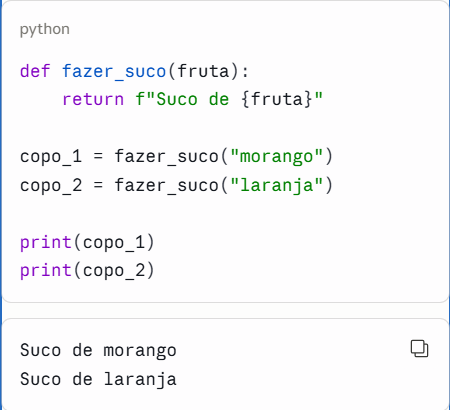 python
def fazer_suco(fruta):
    return f"Suco de {fruta}"
copo_1 = fazer_suco("morango")
copo_2 = fazer_suco("laranja")
print(copo_1)
print(copo_2)
Suco de morango
Suco de laranja